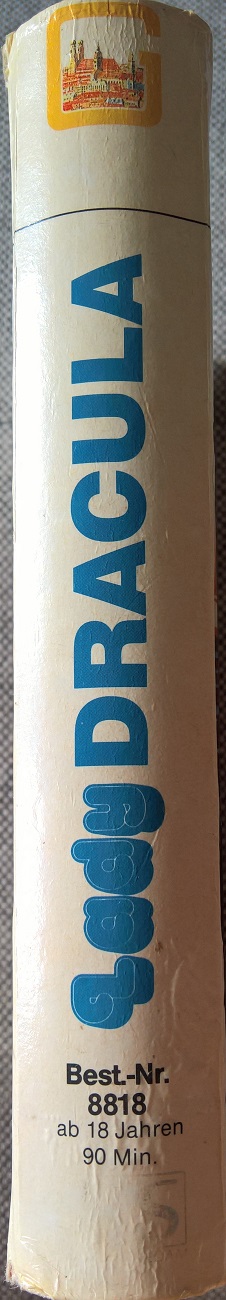 Lady DRACULA
Best.-Nr.
8818
ab 18 Jahren
90 Min.